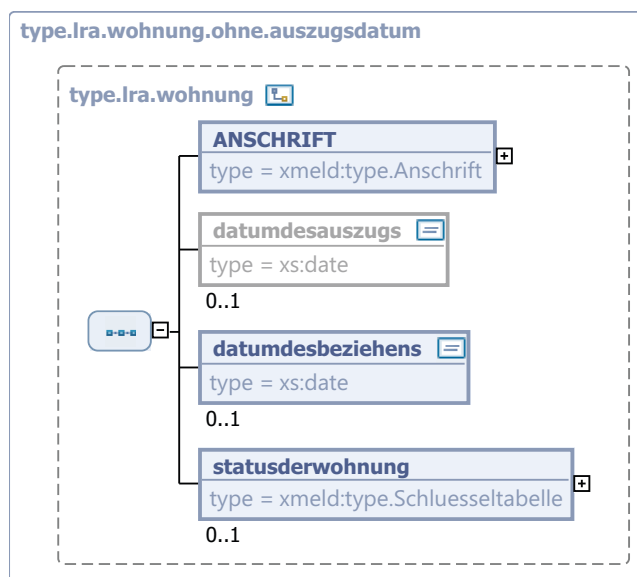 type.lra.wohnung.ohne.auszugsdatum
type.lra.wohnung
ANSCHRIFT
type = xmeld:type.Anschrift
datumdesauszugs
type = xs:date
0..1
datumdesbeziehens
type = xs:date
0..1
statusderwohnung
type = xmeld:type.Schluesseltabelle
0..1